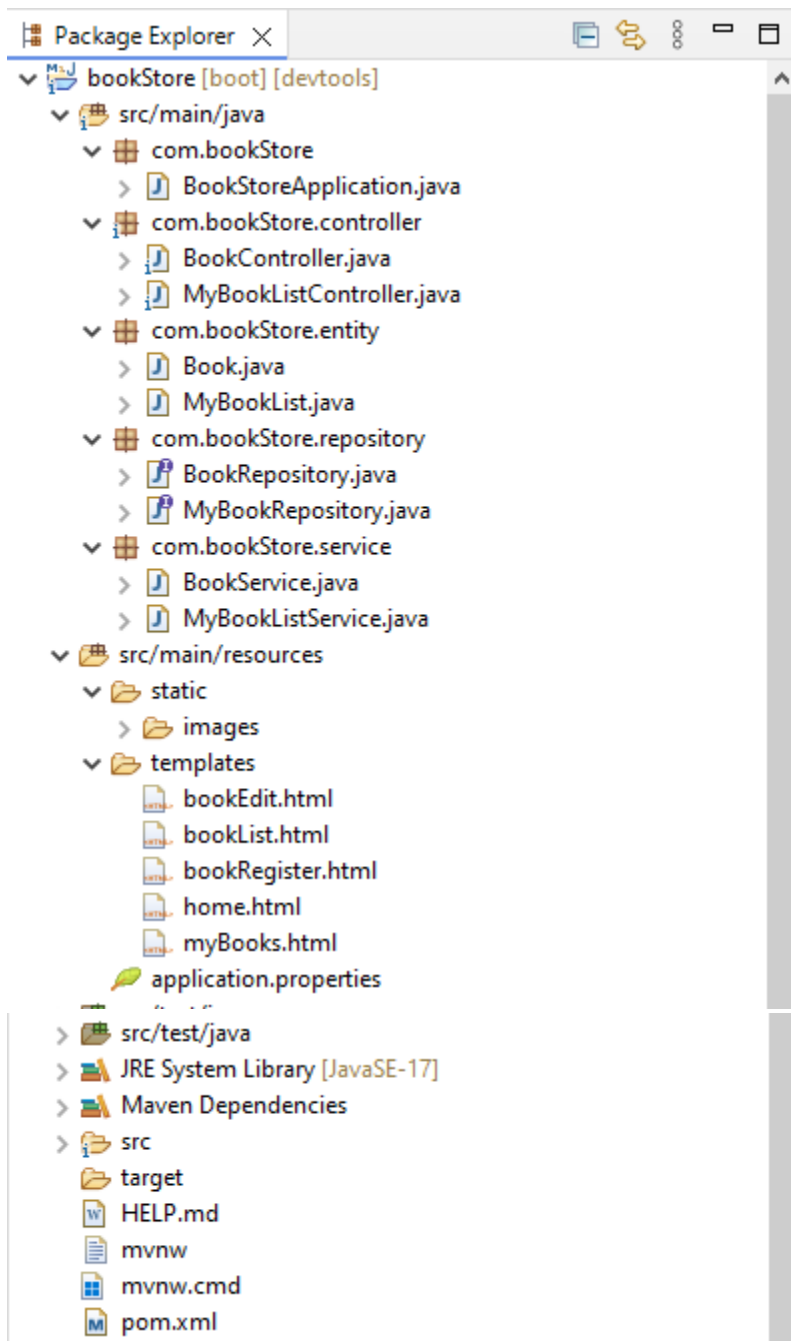 Package Explorer
bookStore [boot] [devtools]
src/main/java
com.bookStore
BookStoreApplication.java
com.bookStore.controller
BookController.java
MyBookListController.java
com.bookStore.entity
Book.java
MyBookList.java
com.bookStore.repository
BookRepository.java
MyBookRepository.java
com.bookStore.service
BookService.java
MyBookListService.java
src/main/resources
static
images
templates
bookEdit.html
bookList.html
bookRegister.html
home.html
myBooks.html
application.properties
src/test/java
JRE System Library [JavaSE-17]
Maven Dependencies
src
target
HELP.md
mvnw
mvnw.cmd
pom.xml